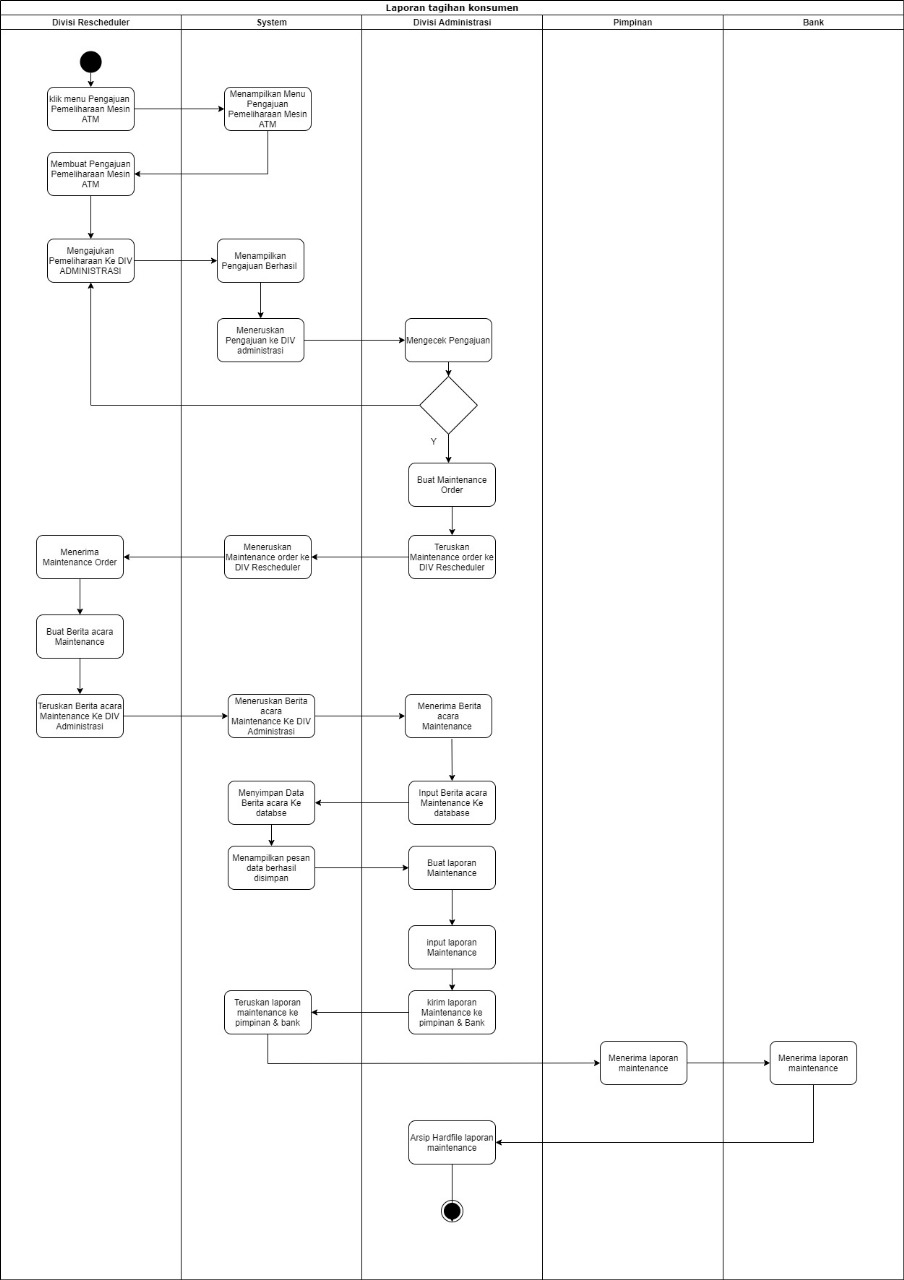 Laporan tagihan konsumen
Divisi Rescheduler
System
Divisi Administrasi
Pimpinan
Bank
klik menu Pengajuan
Pemeliharaan Mesin
ATM
Menampilkan Menu
Pengajuan
Pemeliharaan Mesin
ATM
Membuat Pengajuan
Pemeliharaan Mesin
ATM
Mengajukan
Pemeliharaan Ke DIV
ADMINISTRASI
Menampilkan
Pengajuan Berhasil
Meneruskan
Pengajuan ke DIV
administrasi
Mengecek Pengajuan
Y
Buat Maintenance
Order
Teruskan
Maintenance order ke
DIV Rescheduler
Meneruskan
Maintenance order ke
DIV Rescheduler
Menerima
Maintenance Order
Buat Berita acara
Maintenance
Teruskan Berita acara
Maintenance Ke DIV
Administrasi
Meneruskan Berita
acara
Maintenance Ke DIV
Administrasi
Menerima Berita
acara
Maintenance
Input Berita acara
Maintenance Ke
database
Menyimpan Data
Berita acara Ke
databse
Menampilkan pesan
data berhasil
disimpan
Buat laporan
Maintenance
input laporan
Maintenance
kirim laporan
Maintenance ke
pimpinan & Bank
Teruskan laporan
maintenance ke
pimpinan & bank
Menerima laporan
maintenance
Menerima laporan
maintenance
Arsip Hardfile laporan
maintenance